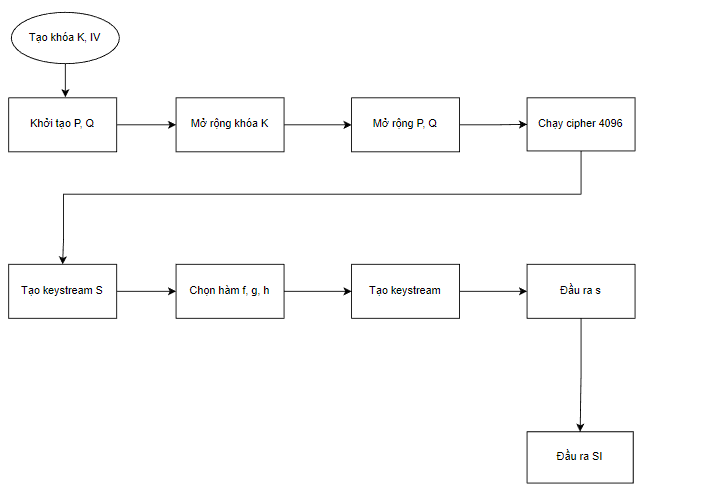 Tạo khóa K, IV
Khởi tạo P, Q
Mở rộng khóa K
Mở rộng P, Q
Chạy cipher 4096
Tạo keystream S
Chọn hàm f, g, h
Tạo keystream
Đầu ra s
Đầu ra SI